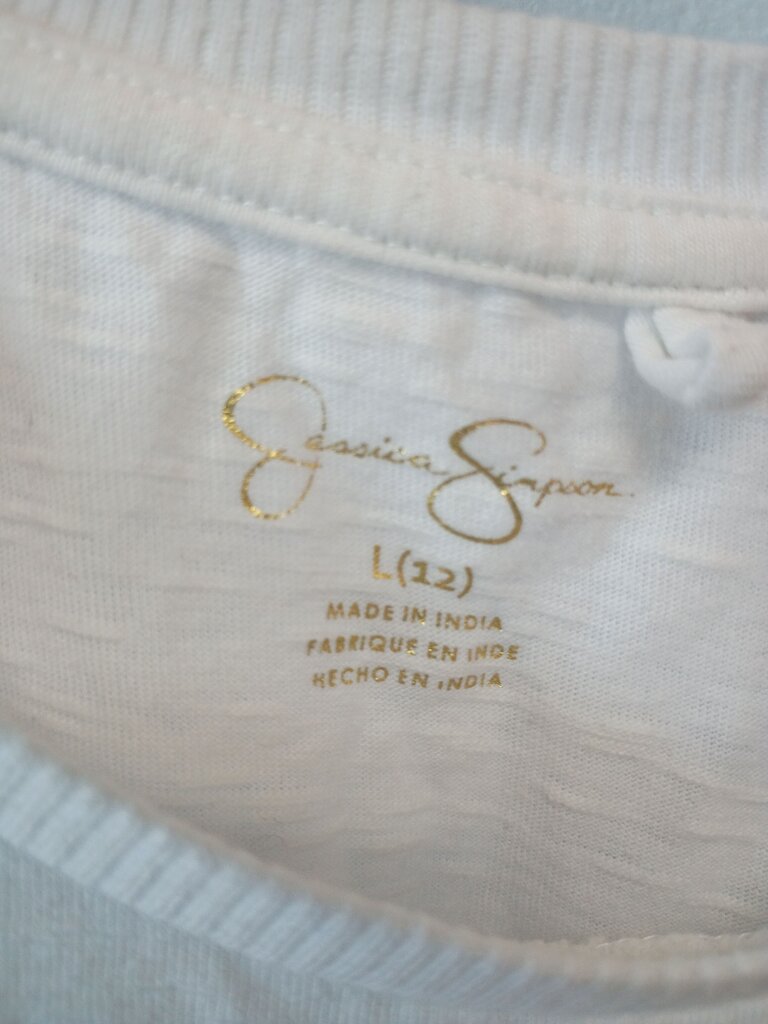 Jessica Simpson.
L(12)
MADE IN INDIA
FABRIQUE EN INDE
HECHO EN INDIA